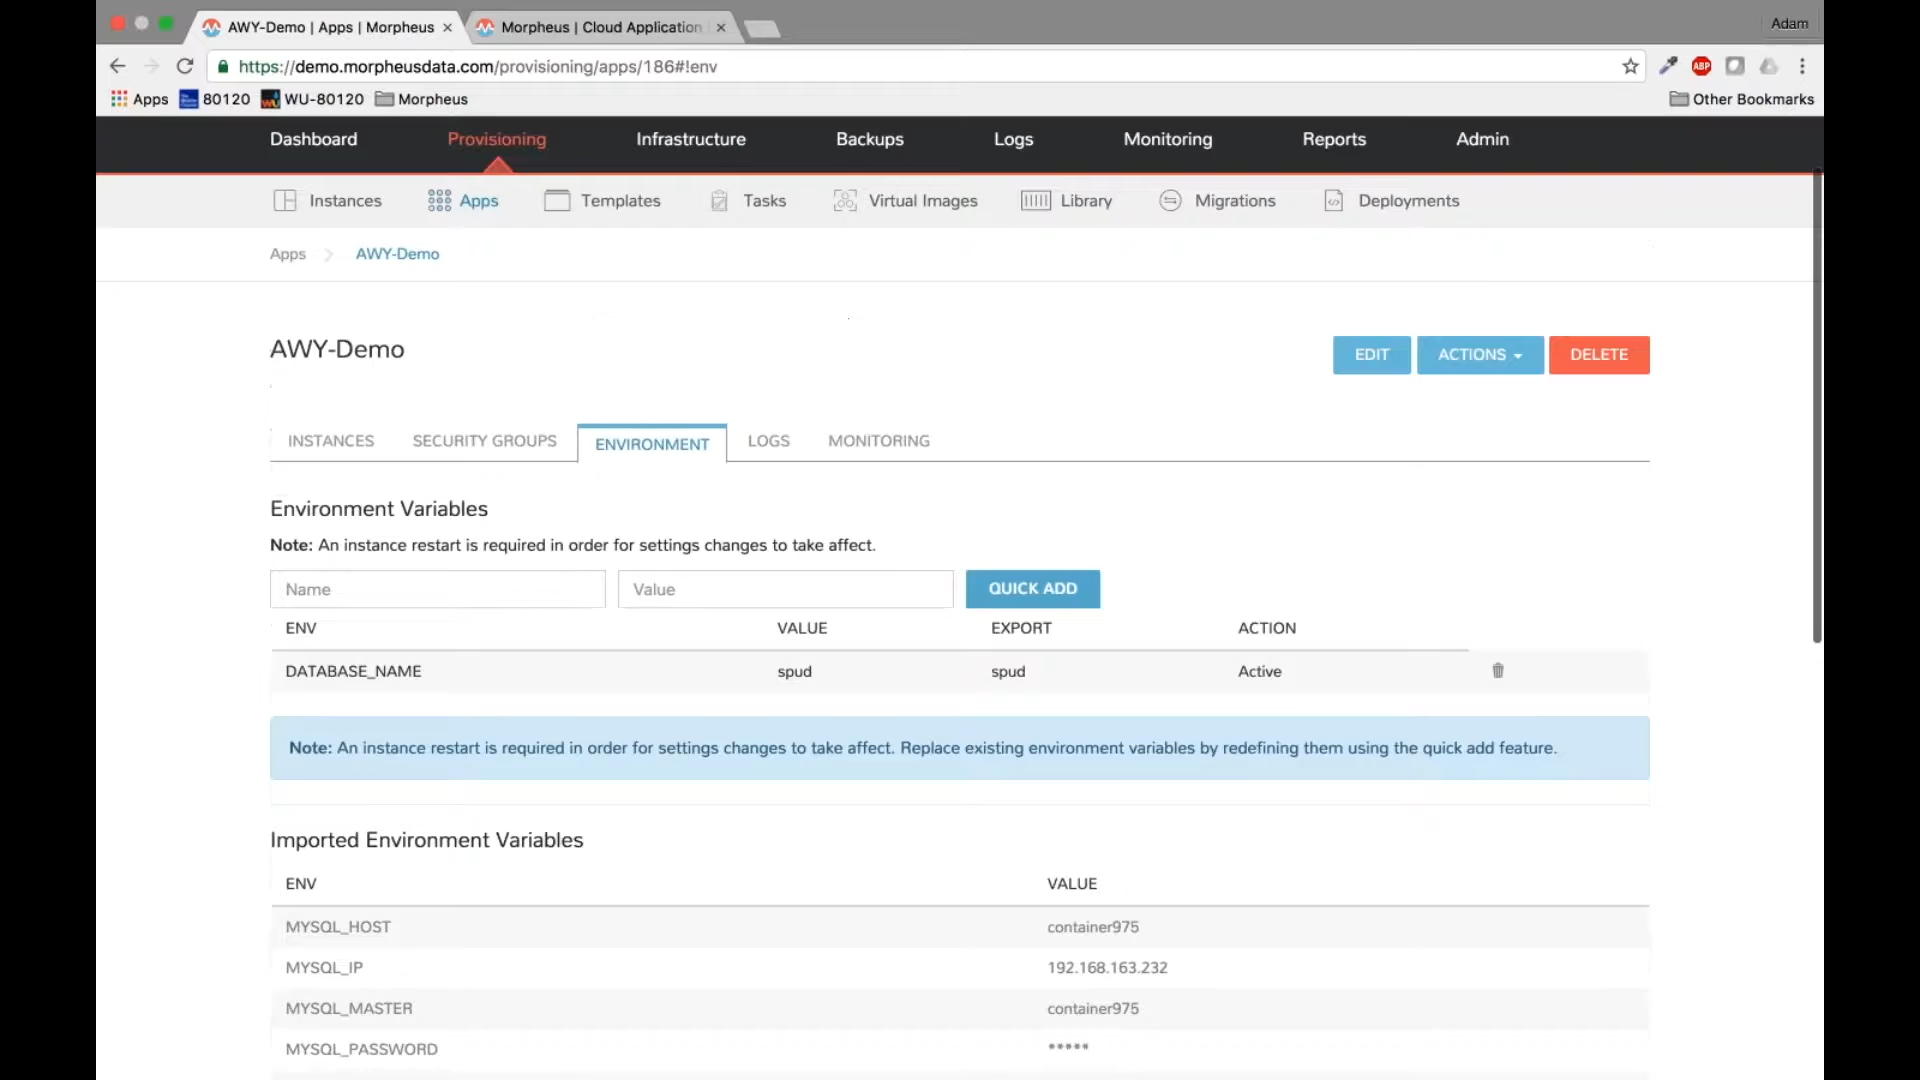 AWY-Demo | Apps | Morpheus
Morpheus | Cloud Application
Adam
https://demo.morpheusdata.com/provisioning/apps/186#!env
ABP
Apps 80120 WU-80120 Morpheus Other Bookmarks
Dashboard Provisioning Infrastructure Backups Logs Monitoring Reports Admin
Instances Apps Templates Tasks Virtual Images Library Migrations Deployments
Apps AWY-Demo
AWY-Demo
EDIT ACTIONS DELETE
INSTANCES SECURITY GROUPS ENVIRONMENT LOGS MONITORING
Environment Variables
Note: An instance restart is required in order for settings changes to take affect.
Name Value QUICK ADD
ENV VALUE EXPORT ACTION
DATABASE_NAME spud spud Active
Note: An instance restart is required in order for settings changes to take affect. Replace existing environment variables by redefining them using the quick add feature.
Imported Environment Variables
ENV VALUE
MYSQL_HOST container975
MYSQL_IP 192.168.163.232
MYSQL_MASTER container975
MYSQL_PASSWORD *****